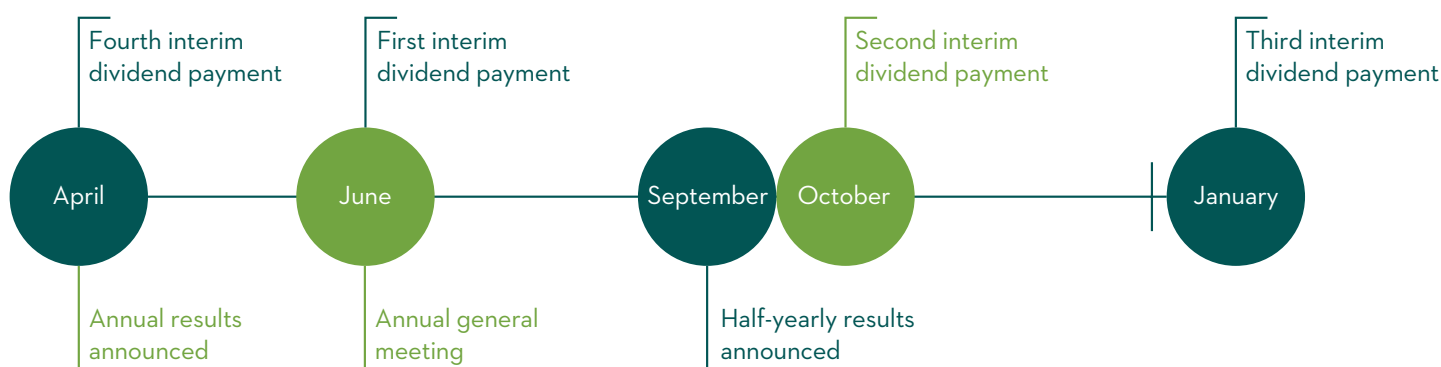 Fourth interim
dividend payment
First interim
dividend payment
Second interim
dividend payment
Third interim
dividend payment
April
June
September
October
January
Annual results
announced
Annual general
meeting
Half-yearly results
announced